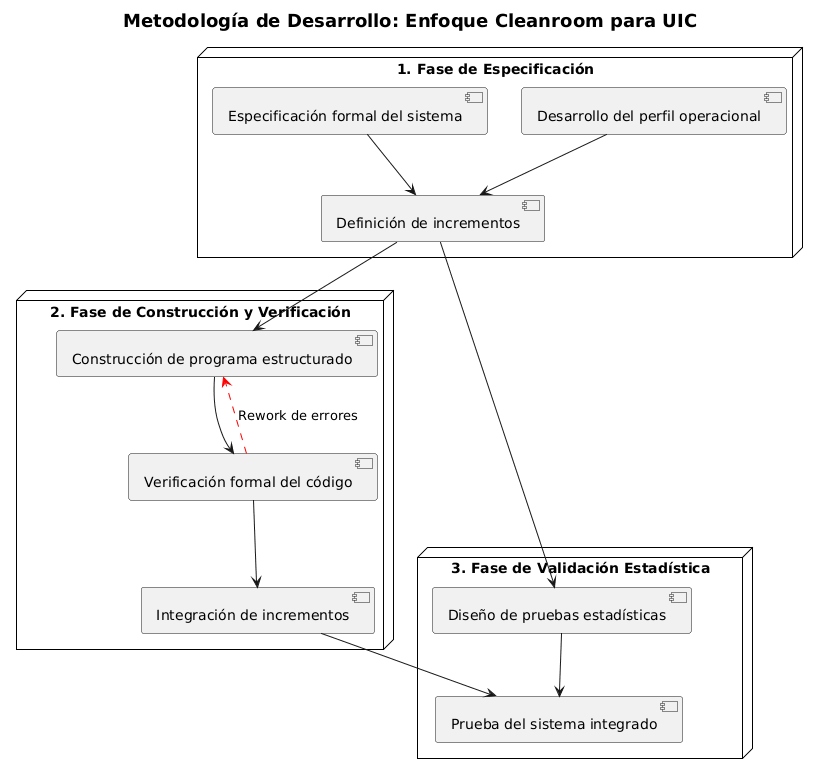 Metodología de Desarrollo: Enfoque Cleanroom para UIC
1. Fase de Especificación
Especificación formal del sistema
Desarrollo del perfil operacional
Definición de incrementos
2. Fase de Construcción y Verificación
Construcción de programa estructurado
Rework de errores
Verificación formal del código
Integración de incrementos
3. Fase de Validación Estadística
Diseño de pruebas estadísticas
Prueba del sistema integrado